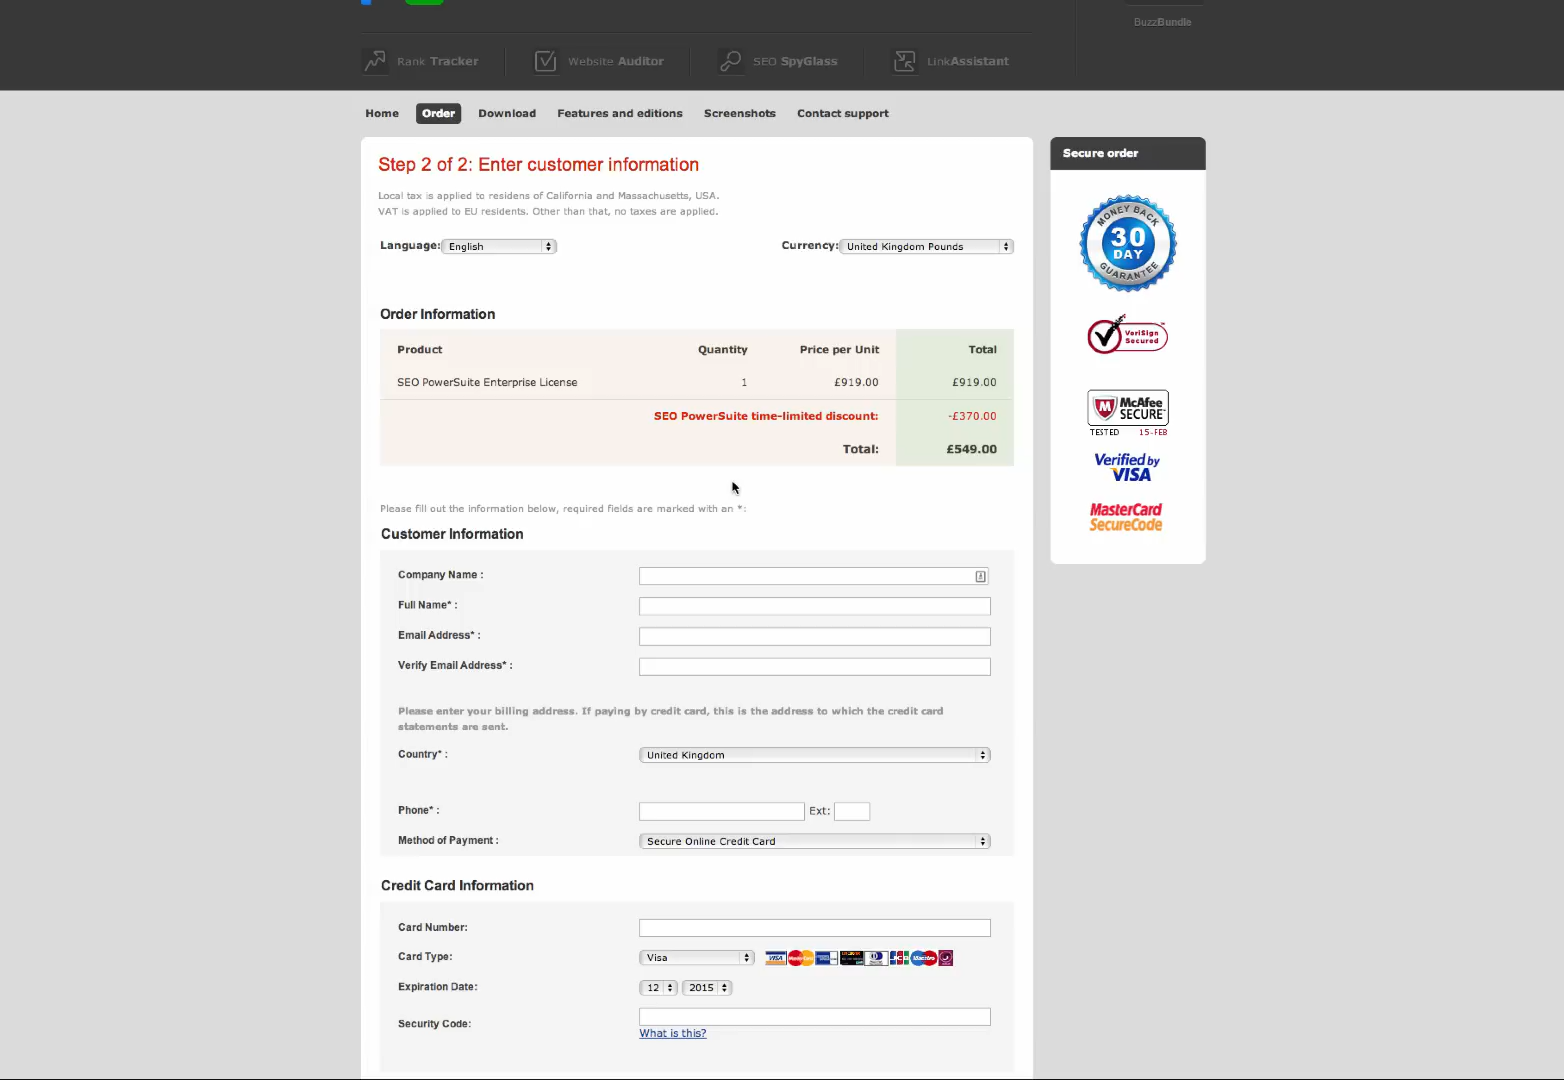 BuzzBundle
Rank Tracker
Website Auditor
SEO SpyGlass
LinkAssistant
Home
Order
Download
Features and editions
Screenshots
Contact support
Step 2 of 2: Enter customer information
Local tax is applied to residens of California and Massachusetts, USA.
VAT is applied to EU residents. Other than that, no taxes are applied.
Language: English
Currency: United Kingdom Pounds
Order Information
Product Quantity Price per Unit Total
SEO PowerSuite Enterprise License 1 £919.00 £919.00
SEO PowerSuite time-limited discount: -£370.00
Total: £549.00
Please fill out the information below, required fields are marked with an *:
Customer Information
Company Name :
Full Name* :
Email Address* :
Verify Email Address* :
Please enter your billing address. If paying by credit card, this is the address to which the credit card
statements are sent.
Country* : United Kingdom
Phone* : Ext:
Method of Payment : Secure Online Credit Card
Credit Card Information
Card Number:
Card Type: Visa
Expiration Date: 12 2015
Security Code:
What is this?
Secure order
MONEY BACK
30
DAY
GUARANTEE
VeriSign
Secured
McAfee
SECURE
TESTED 15-FEB
Verified by
VISA
MasterCard
SecureCode